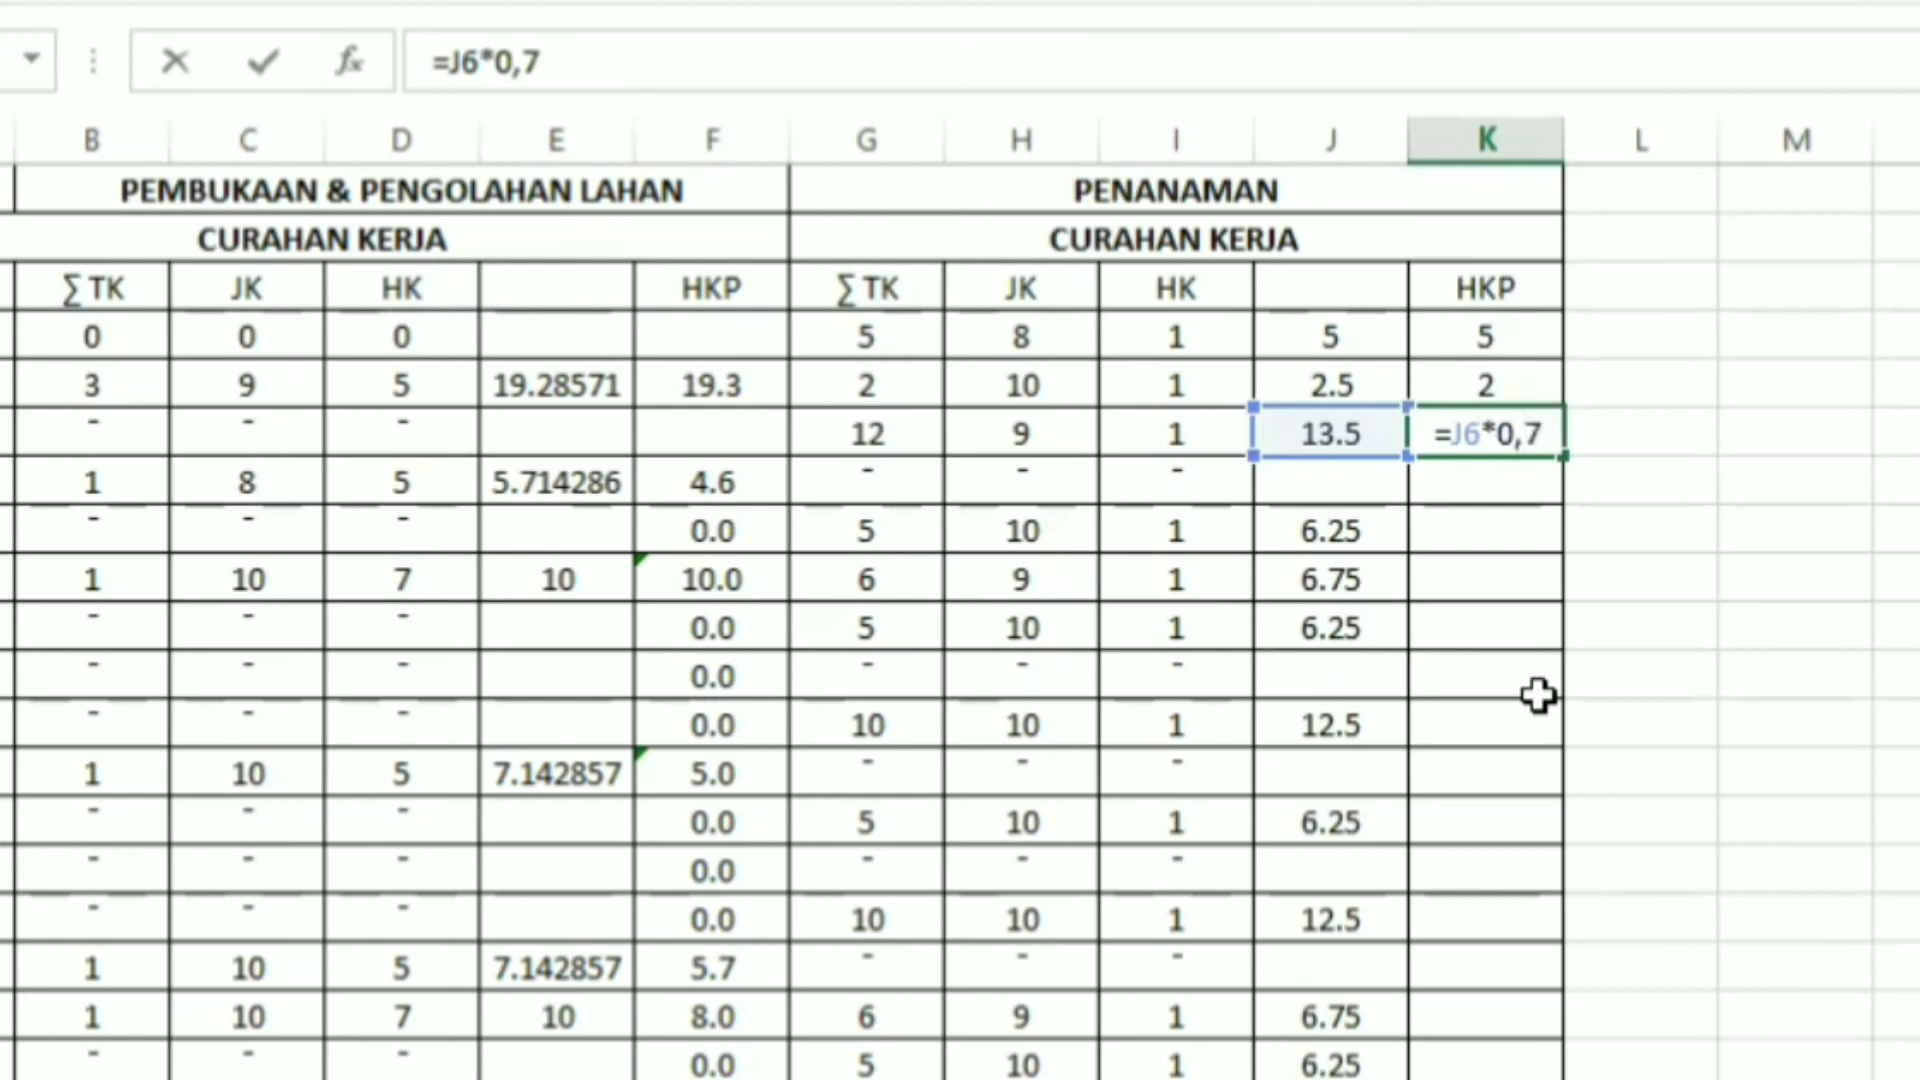 =J6*0,7
B C D E F G H I J K L M
PEMBUKAAN & PENGOLAHAN LAHAN PENANAMAN
CURAHAN KERJA CURAHAN KERJA
∑ TK JK HK HKP ∑ TK JK HK HKP
0 0 0 5 8 1 5 5
3 9 5 19.28571 19.3 2 10 1 2.5 2
- - - 12 9 1 13.5 =J6*0,7
1 8 5 5.714286 4.6 - - -
- - - 0.0 5 10 1 6.25
1 10 7 10 10.0 6 9 1 6.75
- - - 0.0 5 10 1 6.25
- - - 0.0 - - -
- - - 0.0 10 10 1 12.5
1 10 5 7.142857 5.0 - - -
- - - 0.0 5 10 1 6.25
- - - 0.0 - - -
- - - 0.0 10 10 1 12.5
1 10 5 7.142857 5.7 - - -
1 10 7 10 8.0 6 9 1 6.75
- - - 0.0 5 10 1 6.25